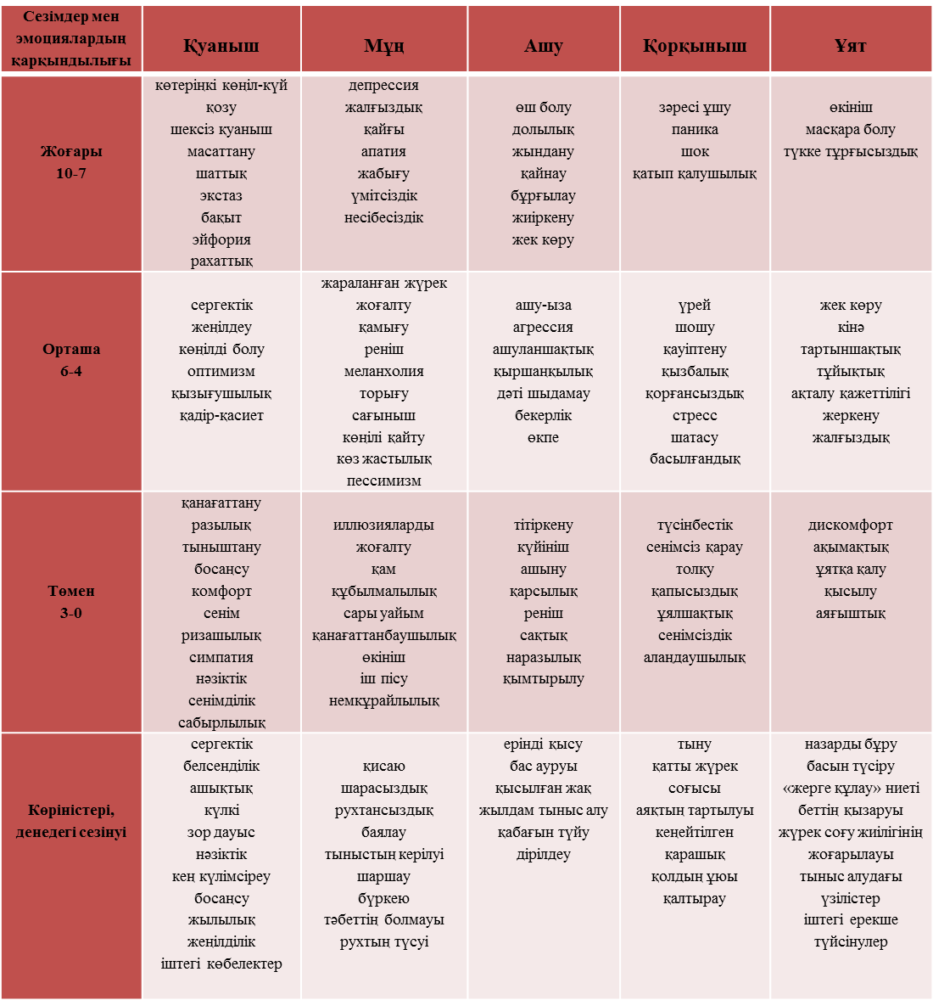 Сезімдер мен
эмоциялардың
қарқындылығы
Қуаныш
Мұң
Ашу
Қорқыныш
Ұят
Жоғары
10-7
көтеріңкі көңіл-күй
қозу
шексіз қуаныш
масаттану
шаттық
экстаз
бақыт
эйфория
рахаттық
депрессия
жалғыздық
қайғы
апатия
жабығу
үмітсіздік
несібесіздік
өш болу
долылық
жындану
қайнау
бұрғылау
жиіркену
жек көру
зәресі ұшу
паника
шок
қатып қалушылық
өкініш
масқара болу
түкке тұрғысыздық
Орташа
6-4
сергектік
жеңілдеу
көңілді болу
оптимизм
қызығушылық
қадір-қасиет
жараланған жүрек
жоғалту
қамығу
реніш
меланхолия
торығу
сағыныш
көңілі қайту
көз жастылық
пессимизм
ашу-ыза
агрессия
ашуланшақтық
қыршаңқылық
дәті шыдамау
бекерлік
өкпе
үрей
шошу
қауіптену
қызбалық
қорғансыздық
стресс
шатасу
басылғандық
жек көру
кінә
тартыншақтық
тұйықтық
ақталу қажеттілігі
жеркену
жалғыздық
Төмен
3-0
қанағаттану
разылық
тыныштану
босаңсу
комфорт
сенім
ризашылық
симпатия
нәзіктік
сенімділік
сабырлылық
иллюзияларды
жоғалту
қам
құбылмалылық
сары уайым
қанағаттанбаушылық
өкініш
іш пісу
немкұрайлылық
тітіркену
күйініш
ашыну
қарсылық
реніш
сақтық
наразылық
қымтырылу
түсінбестік
сенімсіз қарау
толқу
қапысыздық
ұялшақтық
сенімсіздік
алаңдаушылық
дискомфорт
ақымақтық
ұятқа қалу
қысылу
аяғыштық
Көріністері,
денедегі сезінуі
сергектік
белсенділік
ашықтық
күлкі
зор дауыс
нәзіктік
кең күлімсіреу
босаңсу
жылылық
жеңілділік
іштегі көбелектер
қисаю
шарасыздық
рухтансыздық
баялау
тыныстың керілуі
шаршау
бүркею
тәбеттің болмауы
рухтың түсуі
ерінді қысу
бас ауруы
қысылған жақ
жылдам тыныс алу
қабағын түйу
дірілдеу
тыну
қатты жүрек
соғысы
аяқтың тартылуы
кеңейтілген
қарашық
қолдың ұюы
қалтырау
назарды бұру
басын түсіру
«жерге құлау» ниеті
беттің қызаруы
жүрек соғу жиілігінің
жоғарылауы
тыныс алудағы
үзілістер
іштегі ерекше
түйсінулер